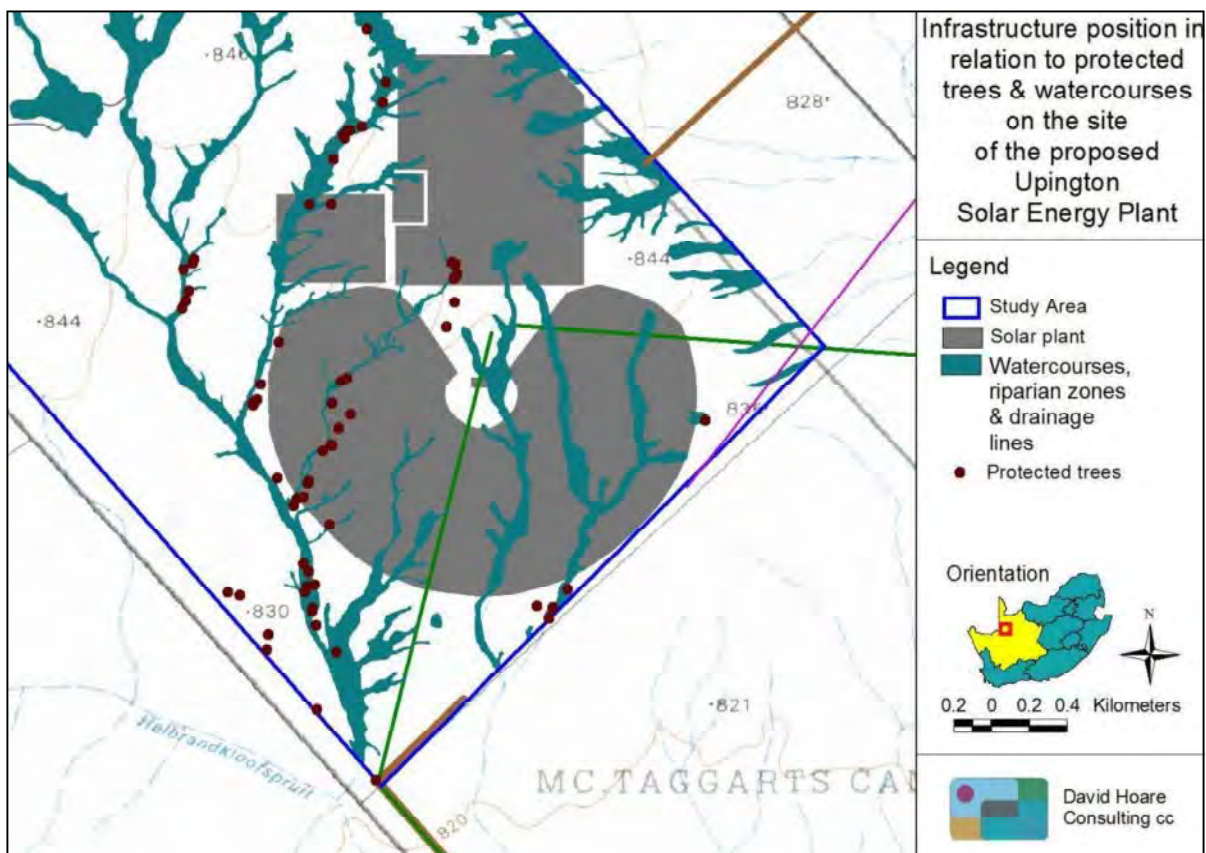 ·846
828·
·844
·844
836
·830
Helbrandkloofspruit
·821
820
MC TAGGARTS CA
Infrastructure position in
relation to protected
trees & watercourses
on the site
of the proposed
Upington
Solar Energy Plant
Legend
Study Area
Solar plant
Watercourses,
riparian zones
& drainage
lines
Protected trees
Orientation
N
0.2 0 0.2 0.4 Kilometers
David Hoare
Consulting cc